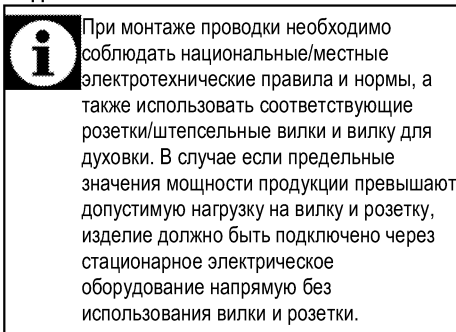 При монтаже проводки необходимо
соблюдать национальные/местные
электротехнические правила и нормы, а
также использовать соответствующие
розетки/штепсельные вилки и вилку для
духовки. В случае если предельные
значения мощности продукции превышают
допустимую нагрузку на вилку и розетку,
изделие должно быть подключено через
стационарное электрическое
оборудование напрямую без
использования вилки и розетки.